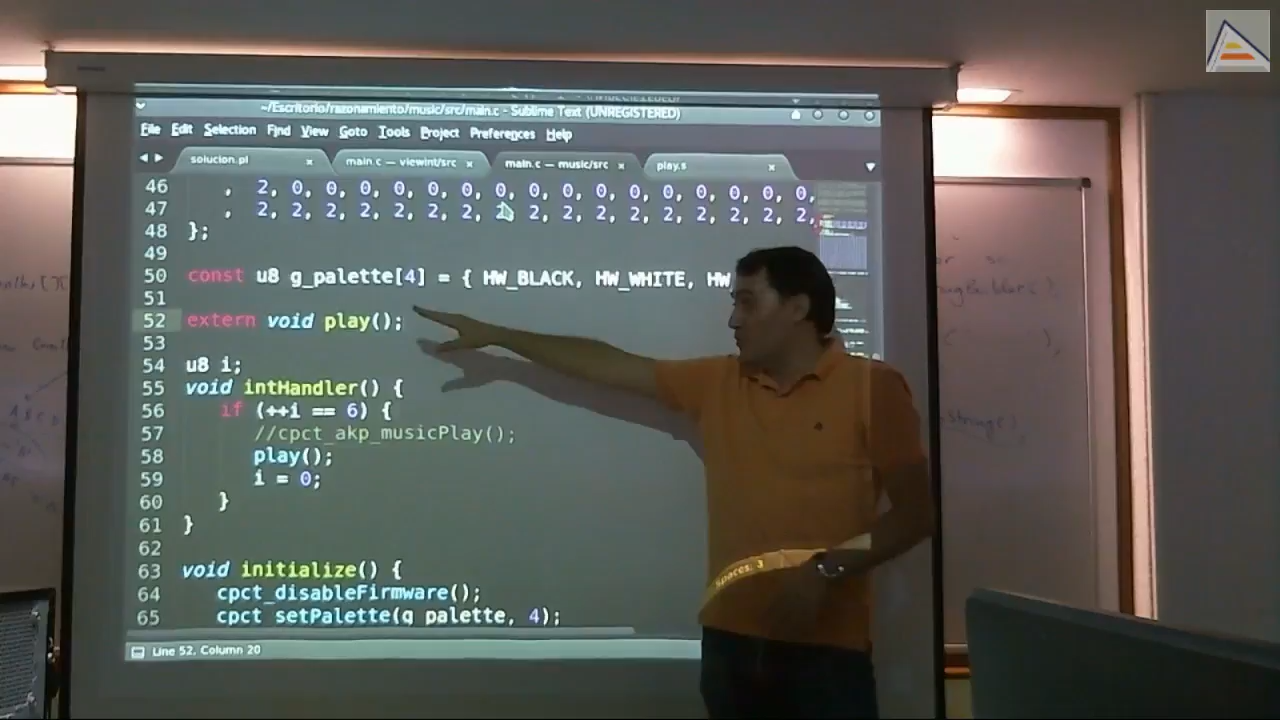 ~/Escritorio/razonamiento/music/src/main.c - Sublime Text (UNREGISTERED)
File Edit Selection Find View Goto Tools Project Preferences Help
solucion.pl × main.c — viewint/src × main.c — music/src × play.s ×
46 , 2, 0, 0, 0, 0, 0, 0, 0, 0, 0, 0, 0, 0, 0, 0, 0, 0,
47 , 2, 2, 2, 2, 2, 2, 2, 2, 2, 2, 2, 2, 2, 2, 2, 2, 2,
48 };
49
50 const u8 g_palette[4] = { HW_BLACK, HW_WHITE, HW
51
52 extern void play();
53
54 u8 i;
55 void intHandler() {
56 if (++i == 6) {
57 //cpct_akp_musicPlay();
58 play();
59 i = 0;
60 }
61 }
62
63 void initialize() {
64 cpct_disableFirmware();
65 cpct_setPalette(g_palette, 4);
Line 52, Column 20
Spaces: 3